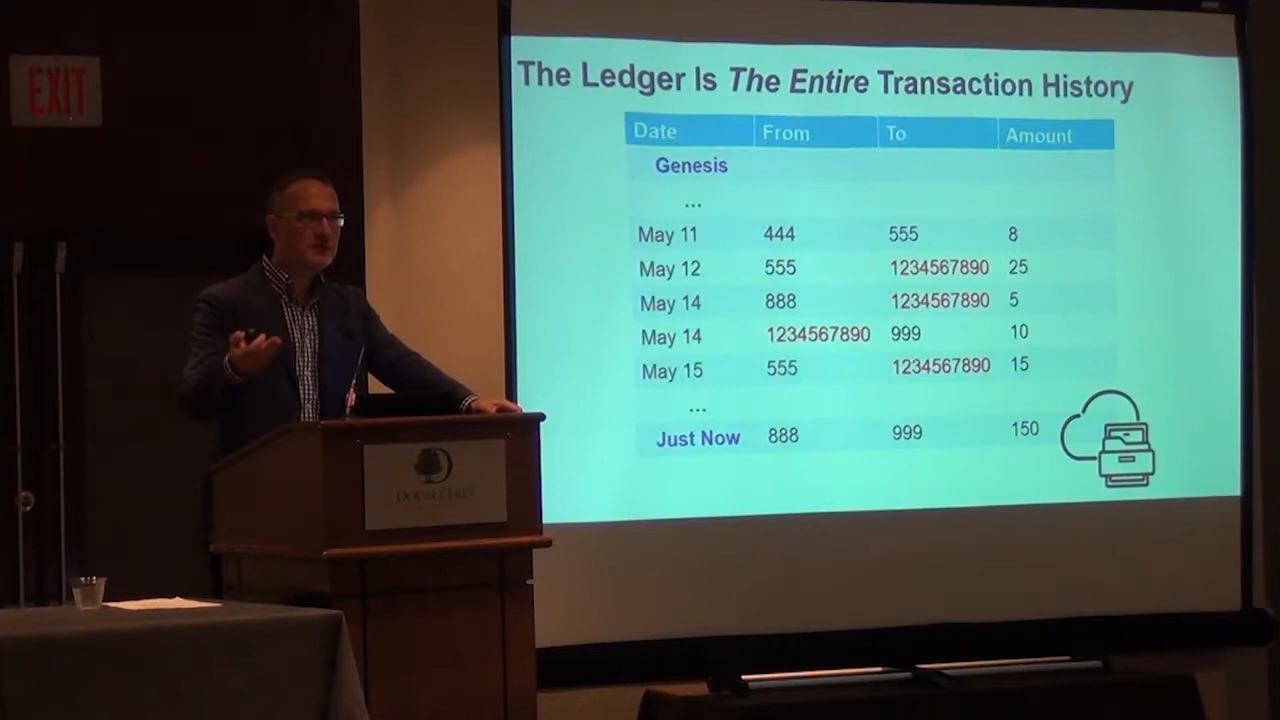 EXIT
The Ledger Is The Entire Transaction History
Date From To Amount
Genesis
...
May 11 444 555 8
May 12 555 1234567890 25
May 14 888 1234567890 5
May 14 1234567890 999 10
May 15 555 1234567890 15
...
Just Now 888 999 150
DOUBLETREE